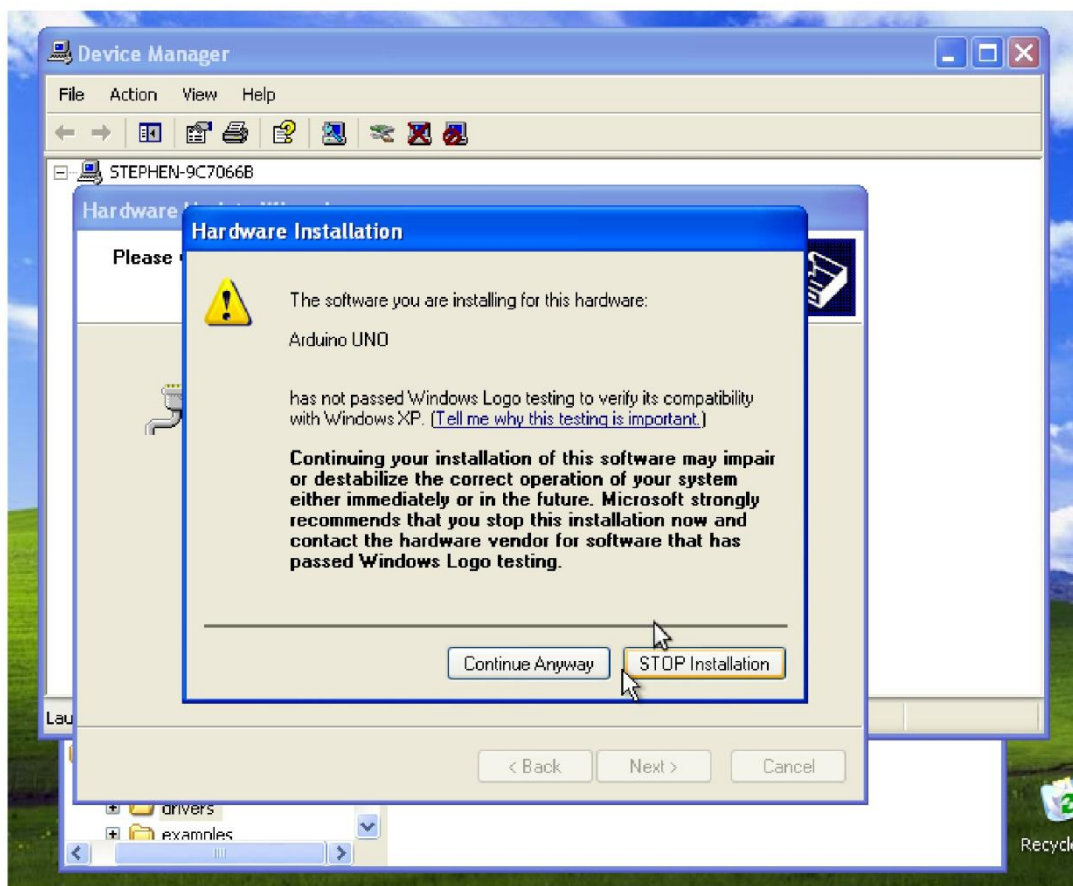 Device Manager
File Action View Help
STEPHEN-9C7066B
Hardware
Hardware Installation
Please
The software you are installing for this hardware:
Arduino UNO
has not passed Windows Logo testing to verify its compatibility
with Windows XP. (Tell me why this testing is important.)
Continuing your installation of this software may impair
or destabilize the correct operation of your system
either immediately or in the future. Microsoft strongly
recommends that you stop this installation now and
contact the hardware vendor for software that has
passed Windows Logo testing.
Continue Anyway STOP Installation
Lau
< Back Next > Cancel
drivers
examples
Recycle